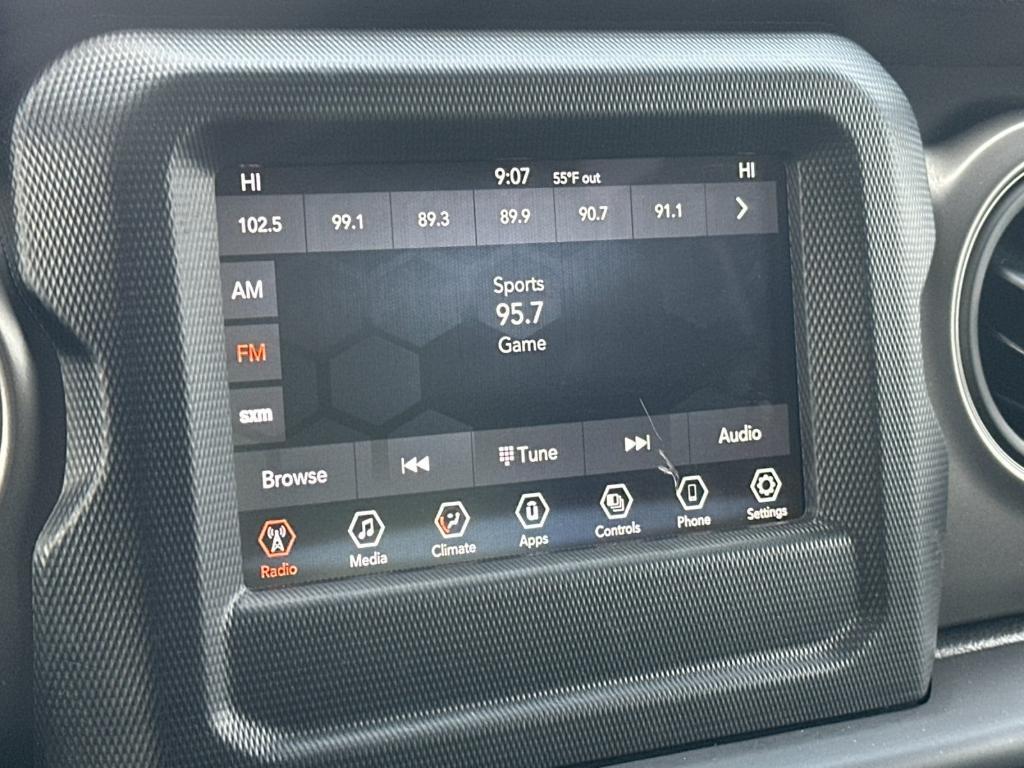 HI 9:07 55°F out HI
102.5 99.1 89.3 89.9 90.7 91.1
AM
FM
sxm
Sports
95.7
Game
Browse Tune Audio
Radio Media Climate Apps Controls Phone Settings